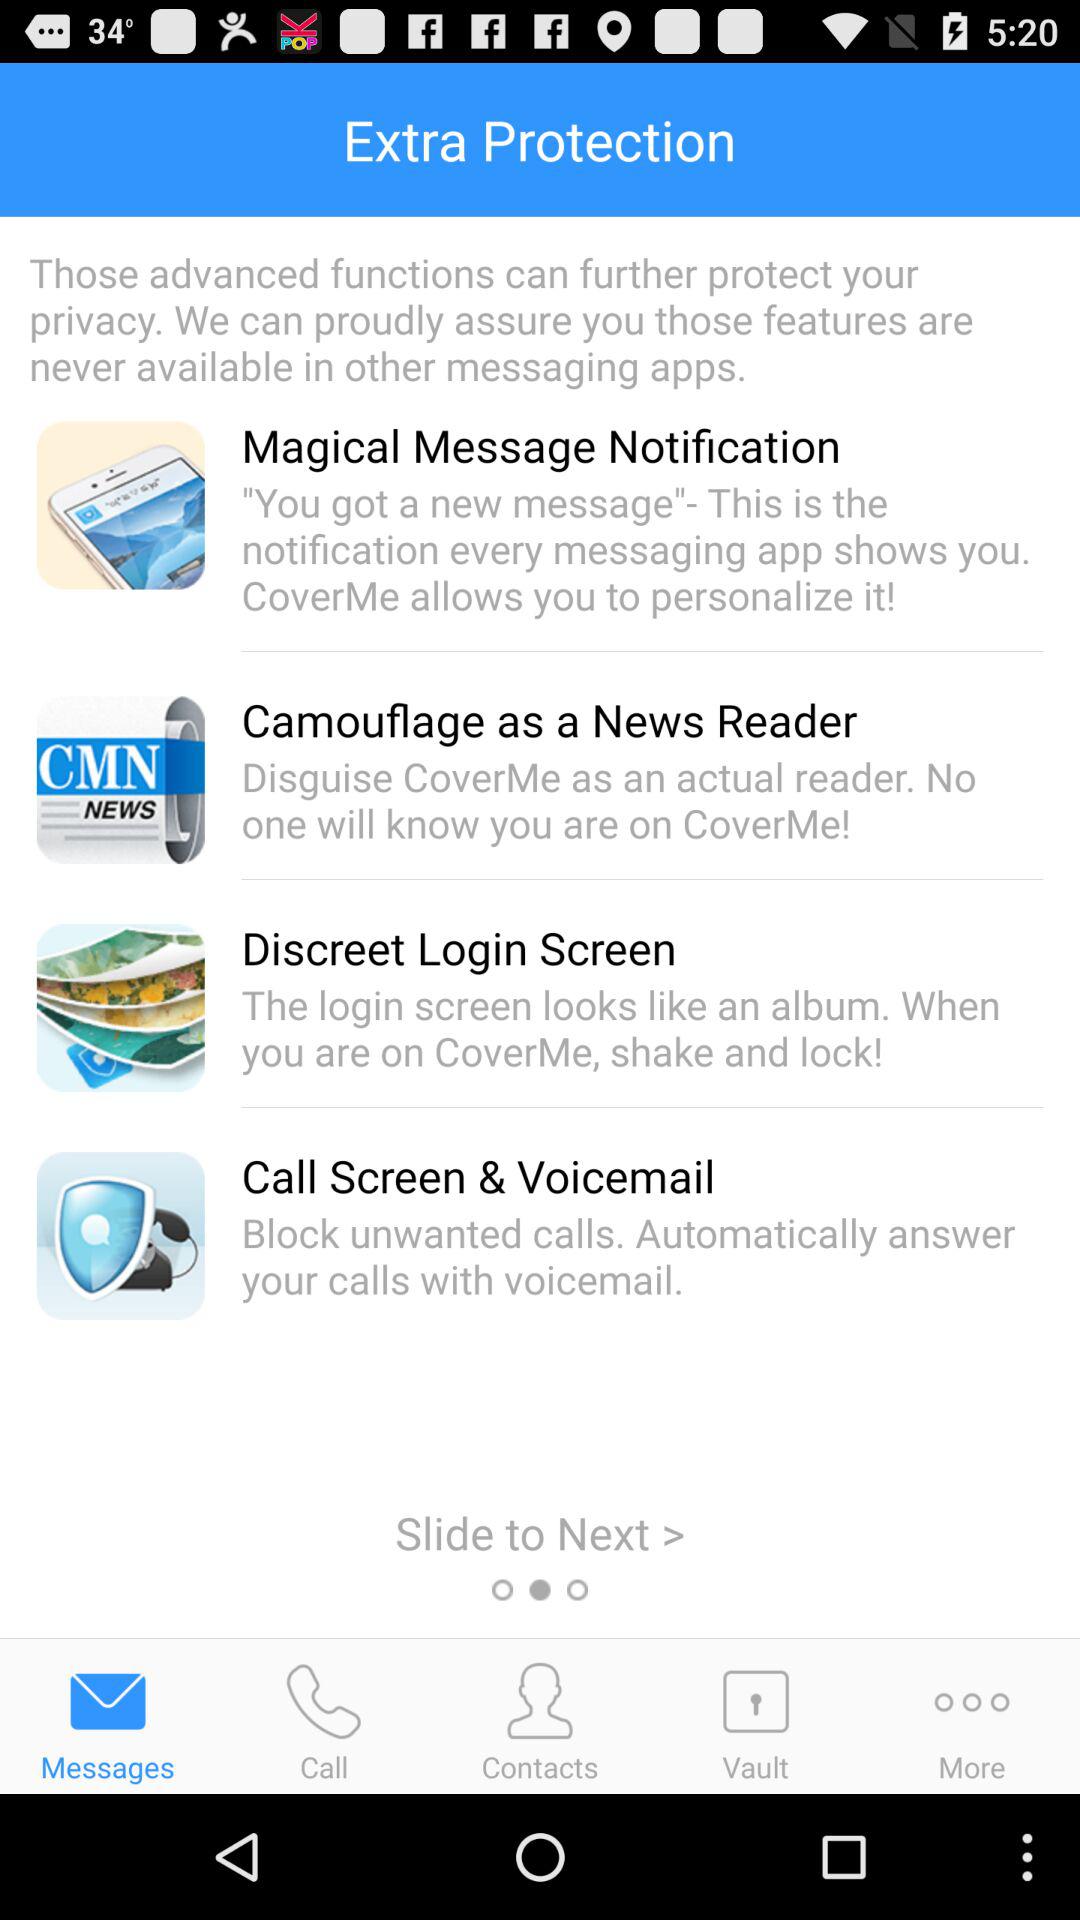 34°
KPOP
5:20
Extra Protection
Those advanced functions can further protect your
privacy. We can proudly assure you those features are
never available in other messaging apps.
Magical Message Notification
"You got a new message"- This is the
notification every messaging app shows you.
CoverMe allows you to personalize it!
CMN
NEWS
Camouflage as a News Reader
Disguise CoverMe as an actual reader. No
one will know you are on CoverMe!
Discreet Login Screen
The login screen looks like an album. When
you are on CoverMe, shake and lock!
Call Screen & Voicemail
Block unwanted calls. Automatically answer
your calls with voicemail.
Slide to Next >
Messages Call Contacts Vault More